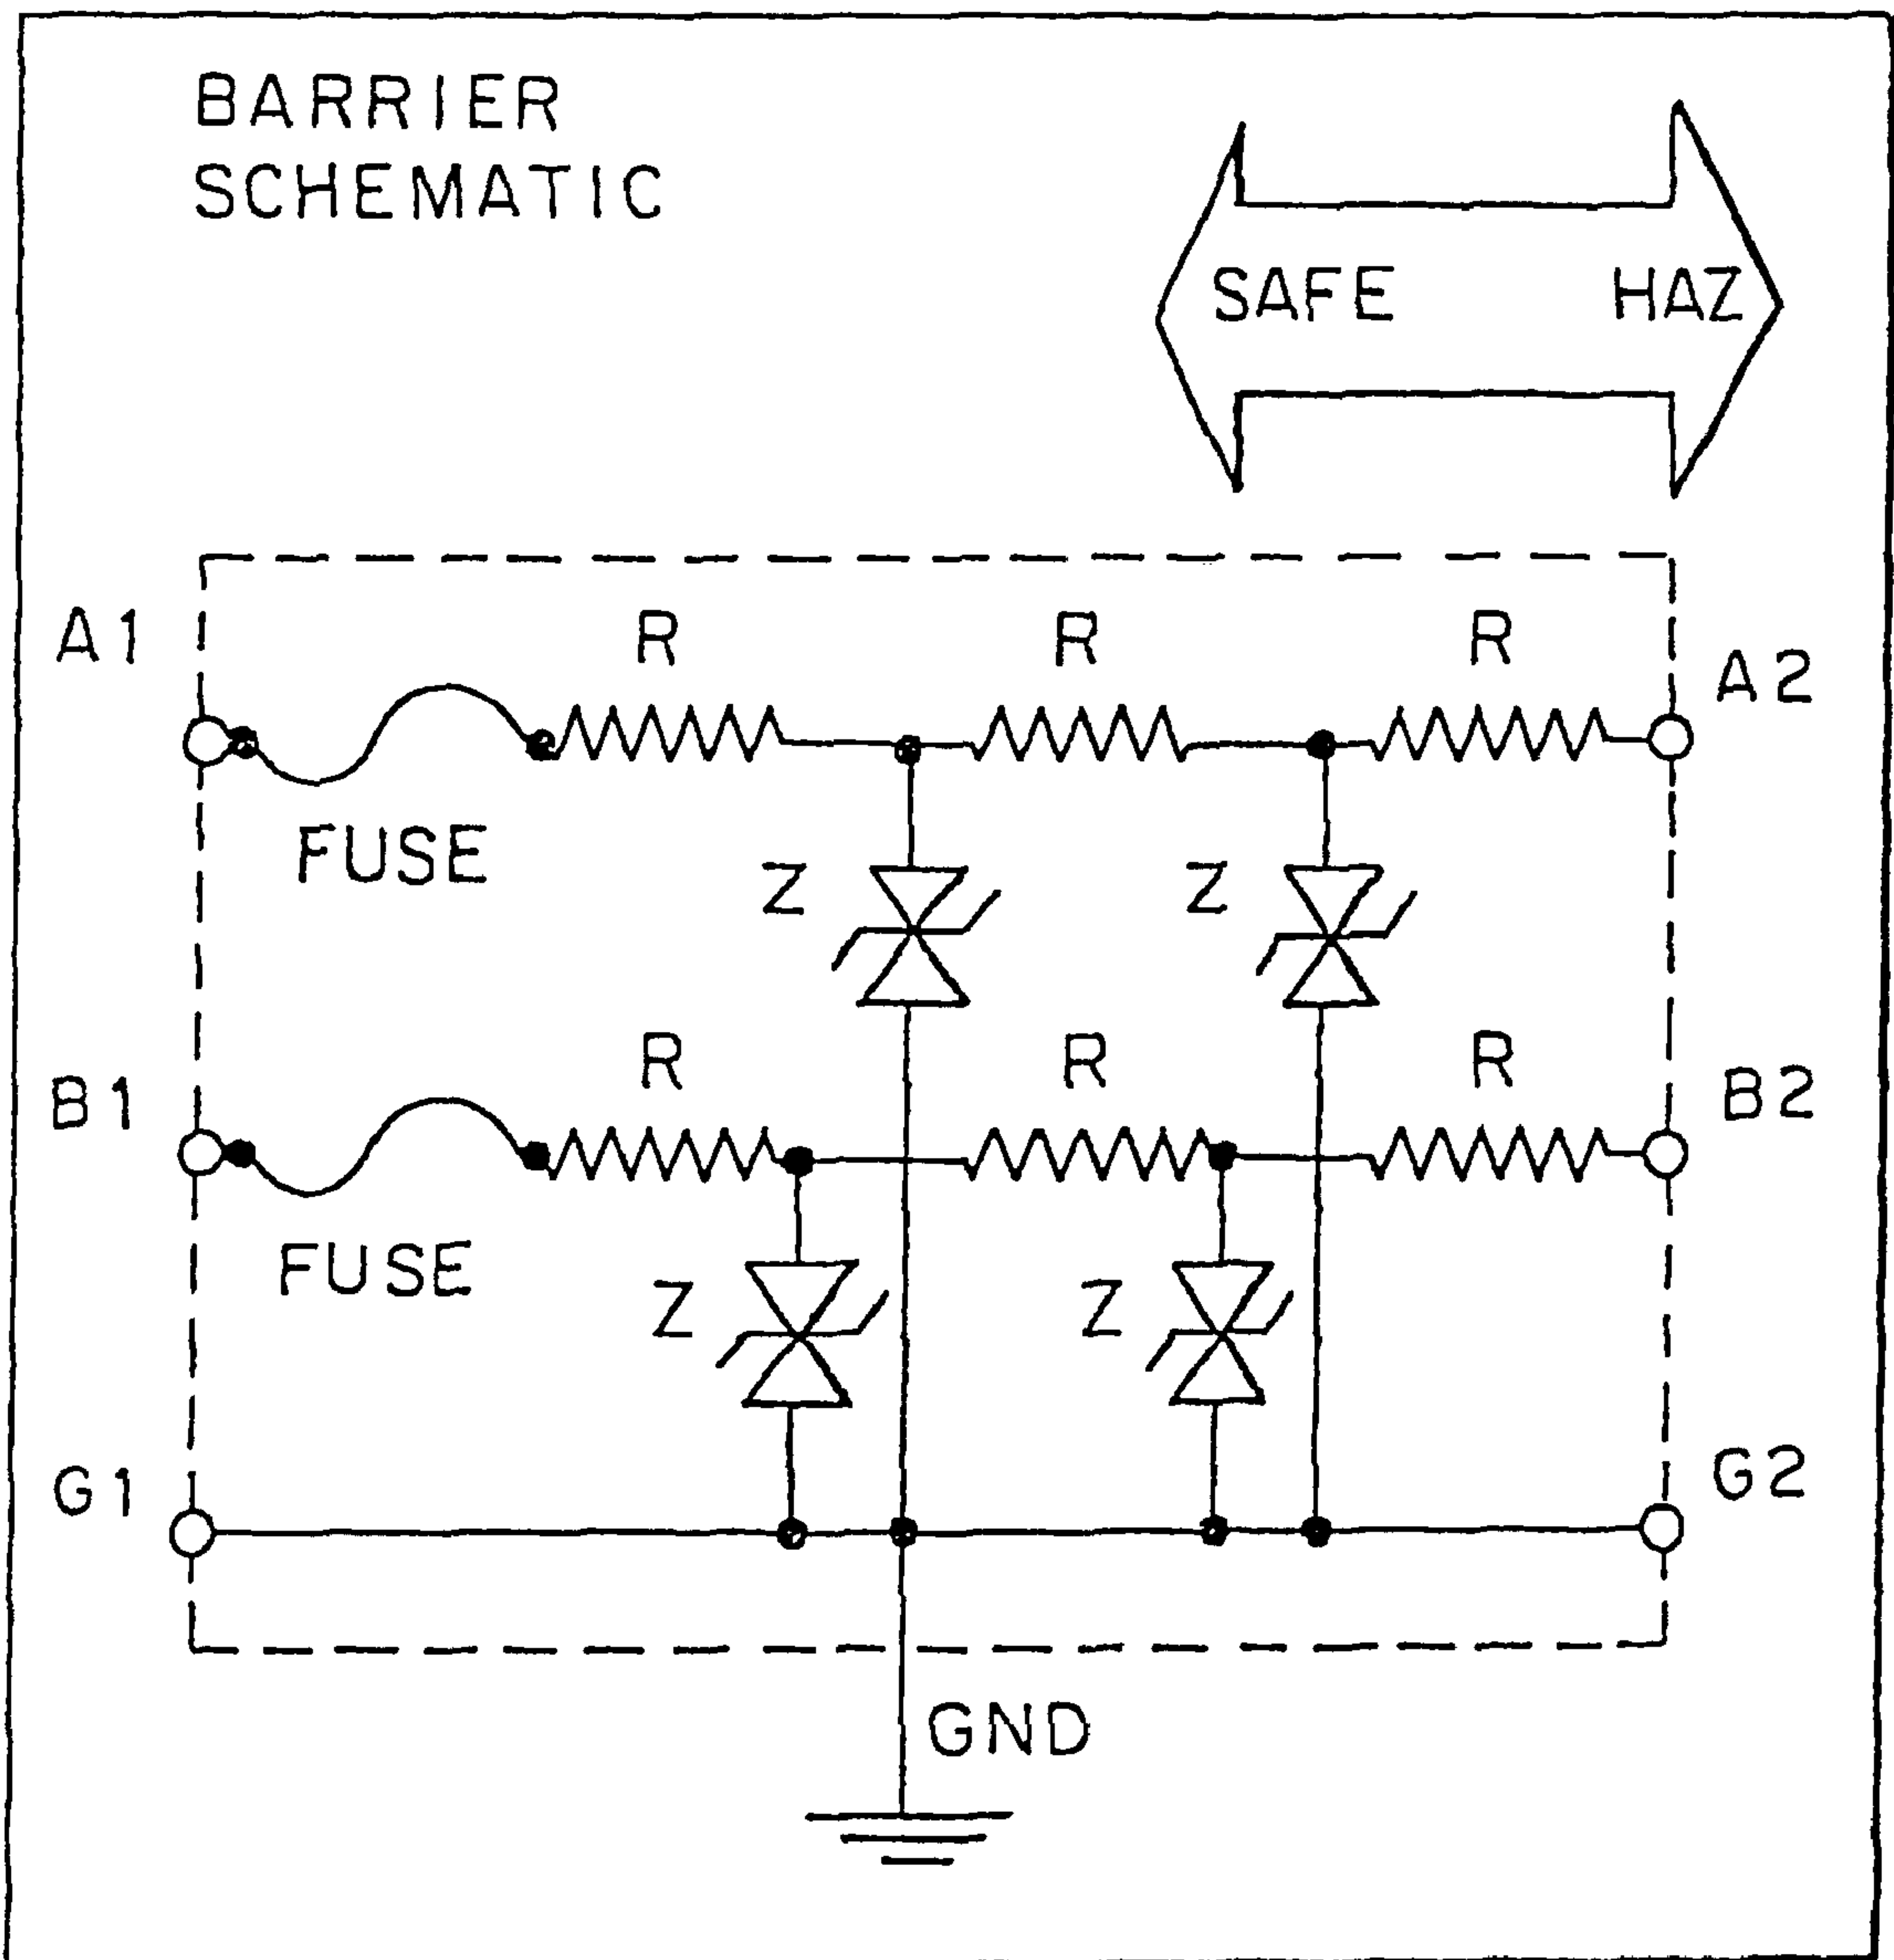 BARRIER
SCHEMATIC
SAFE HAZ
A1 R R R A2
FUSE Z Z
B1 R R R B2
FUSE Z Z
G1 G2
GND